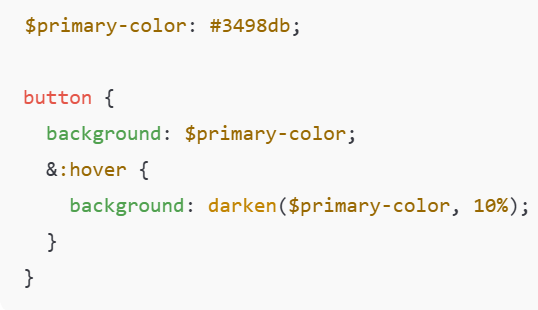 $primary-color: #3498db;
button {
  background: $primary-color;
  &:hover {
    background: darken($primary-color, 10%);
  }
}